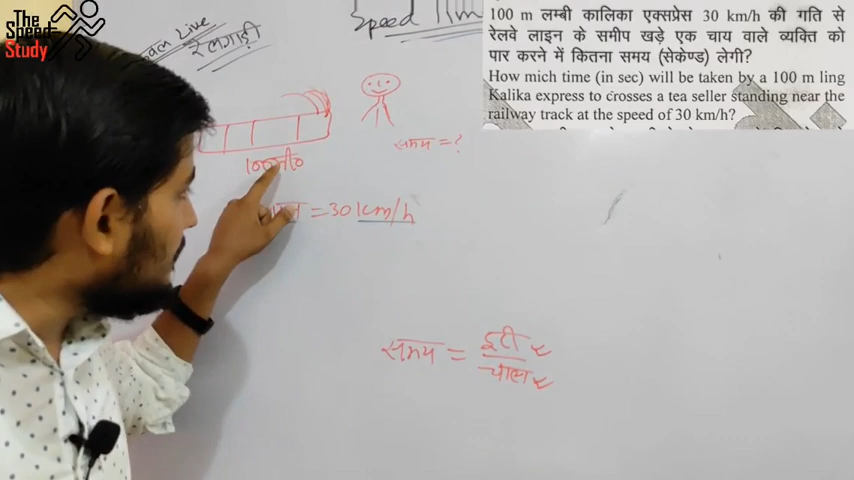 The
Speed
Study
Live
रेलगाड़ी
Speed
100 m लम्बी कालिका एक्सप्रेस 30 km/h की गति से
रेलवे लाइन के समीप खड़े एक चाय वाले व्यक्ति को
पार करने में कितना समय (सेकेण्ड) लेगी?
How mich time (in sec) will be taken by a 100 m ling
Kalika express to crosses a tea seller standing near the
railway track at the speed of 30 km/h?
समय = ?
100मी०
= 30 km/h
समय = दूरी
चाल